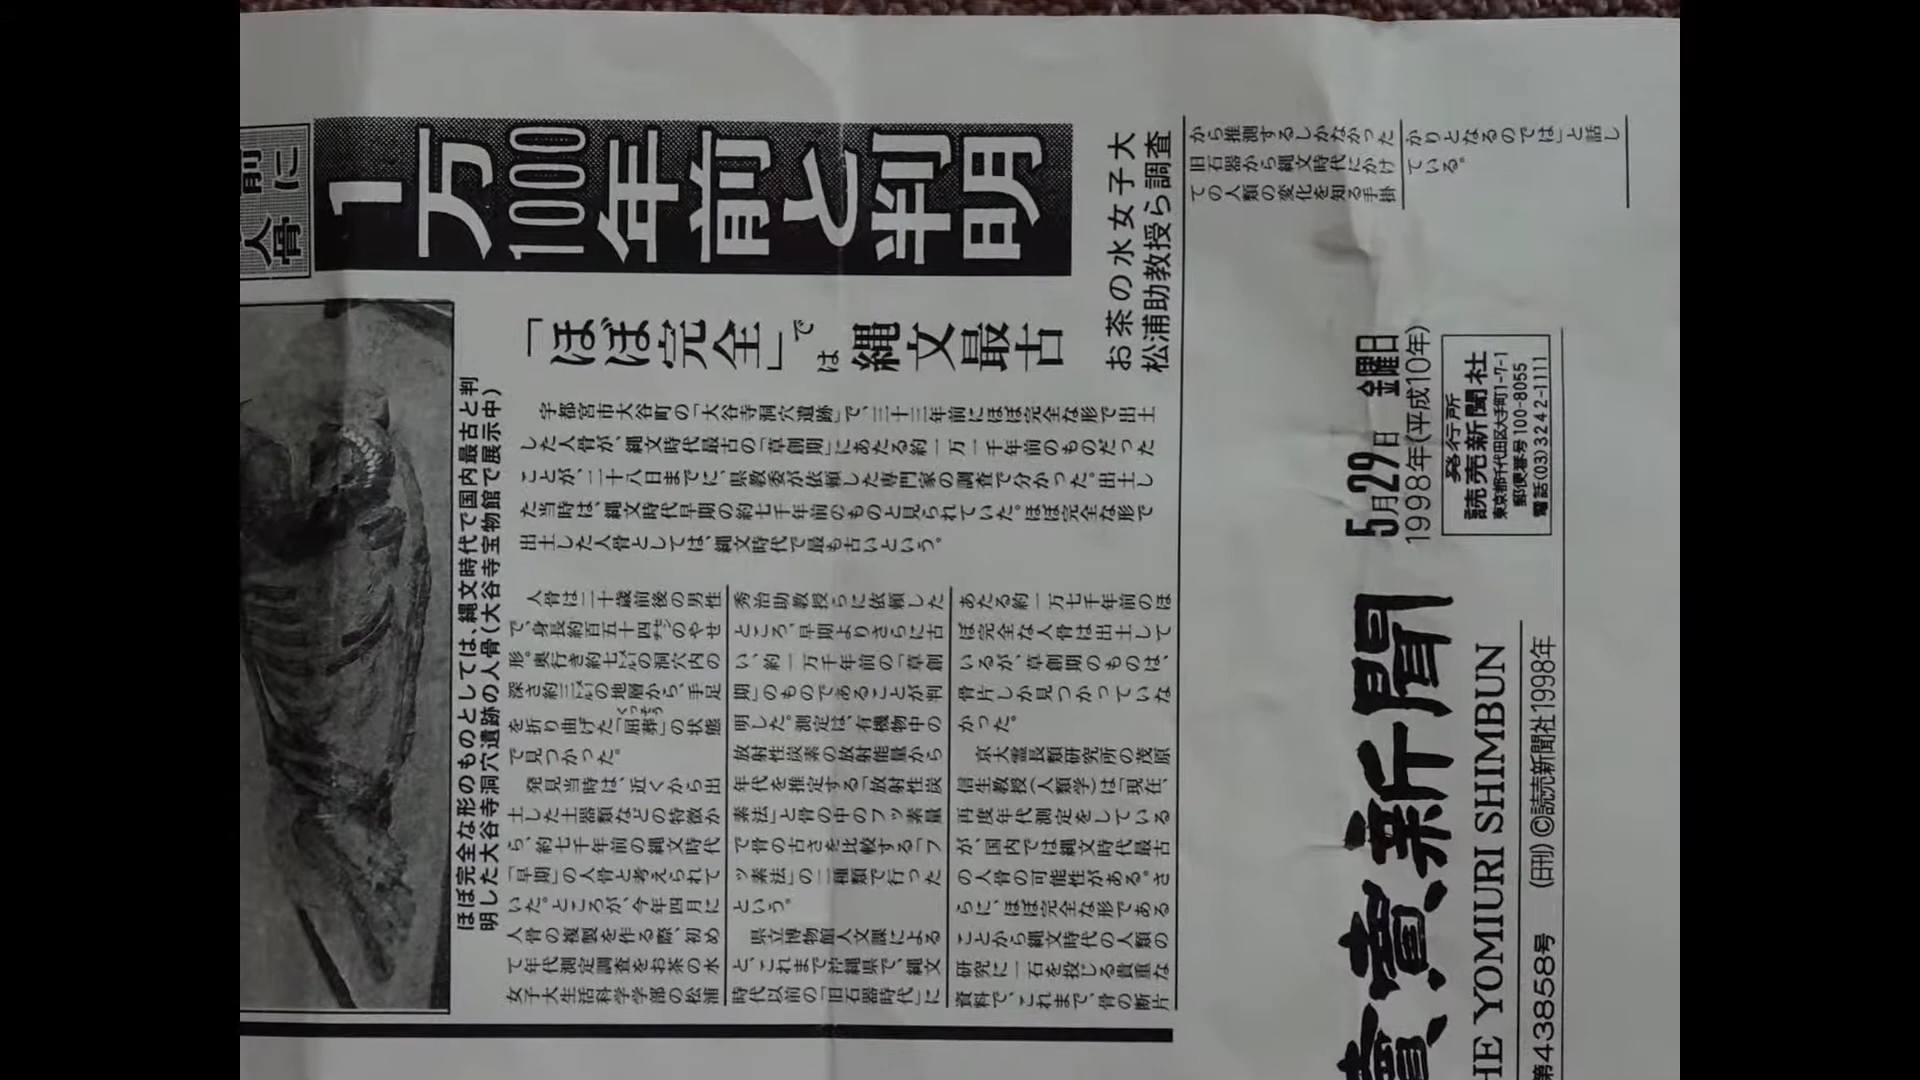 前に
人骨
1万1000年前と判明
「ほぼ完全」では縄文最古
お茶の水女子大
松浦助教授ら調査
ほぼ完全な形のものとしては、縄文時代で国内最古と判
明した大谷寺洞穴遺跡の人骨(大谷寺宝物館で展示中)
宇都宮市大谷町の「大谷寺洞穴遺跡」で、三十三年前にほぼ完全な形で出土
した人骨が、縄文時代最古の「草創期」にあたる約一万一千年前のものだった
ことが、二十八日までに、県教委が依頼した専門家の調査で分かった。出土し
た当時は、縄文時代早期の約七千年前のものと見られていた。ほぼ完全な形で
出土した人骨としては、縄文時代で最も古いという。
人骨は二十歳前後の男性
で、身長約百五十四センチのやせ
形。奥行き約七メートルの洞穴内の
深さ約三メートルの地層から、手足
を折り曲げた「屈葬」の状態
くっそう
で見つかった。
発見当時は、近くから出
土した土器類などの特徴か
ら、約七千年前の縄文時代
「早期」の人骨と考えられて
いた。ところが、今年四月に
人骨の複製を作る際、初め
て年代測定調査をお茶の水
女子大生活科学学部の松浦
秀治助教授らに依頼した
ところ、早期よりさらに古
い、約一万千年前の「草創
期」のものであることが判
明した。測定は、有機物中の
放射性炭素の放射能量から
年代を推定する「放射性炭
素法」と骨の中のフッ素量
で骨の古さを比較する「フ
ッ素法」の二種類で行った
という。
県立博物館人文課による
と、これまで沖縄県で、縄文
時代以前の「旧石器時代」に
あたる約一万七千年前のほ
ぼ完全な人骨は出土して
いるが、草創期のものは、
骨片しか見つかっていな
かった。
京大霊長類研究所の茂原
信生教授(人類学)は「現在、
再度年代測定をしている
が、国内では縄文時代最古
の人骨の可能性がある。さ
らに、ほぼ完全な形である
ことから縄文時代の人類の
研究に一石を投じる貴重な
資料で、これまで、骨の断片
から推測するしかなかった
旧石器から縄文時代にかけ
ての人類の変化を知る手掛
かりとなるのでは」と話し
ている。
5月29日 金曜日
1998年(平成10年)
発行所
読売新聞社
東京都千代田区大手町1-7-1
郵便番号100-8055
電話(03)3242-1111
賣新聞
HE YOMIURI SHIMBUN
第43858号 (日刊) ©読売新聞社1998年